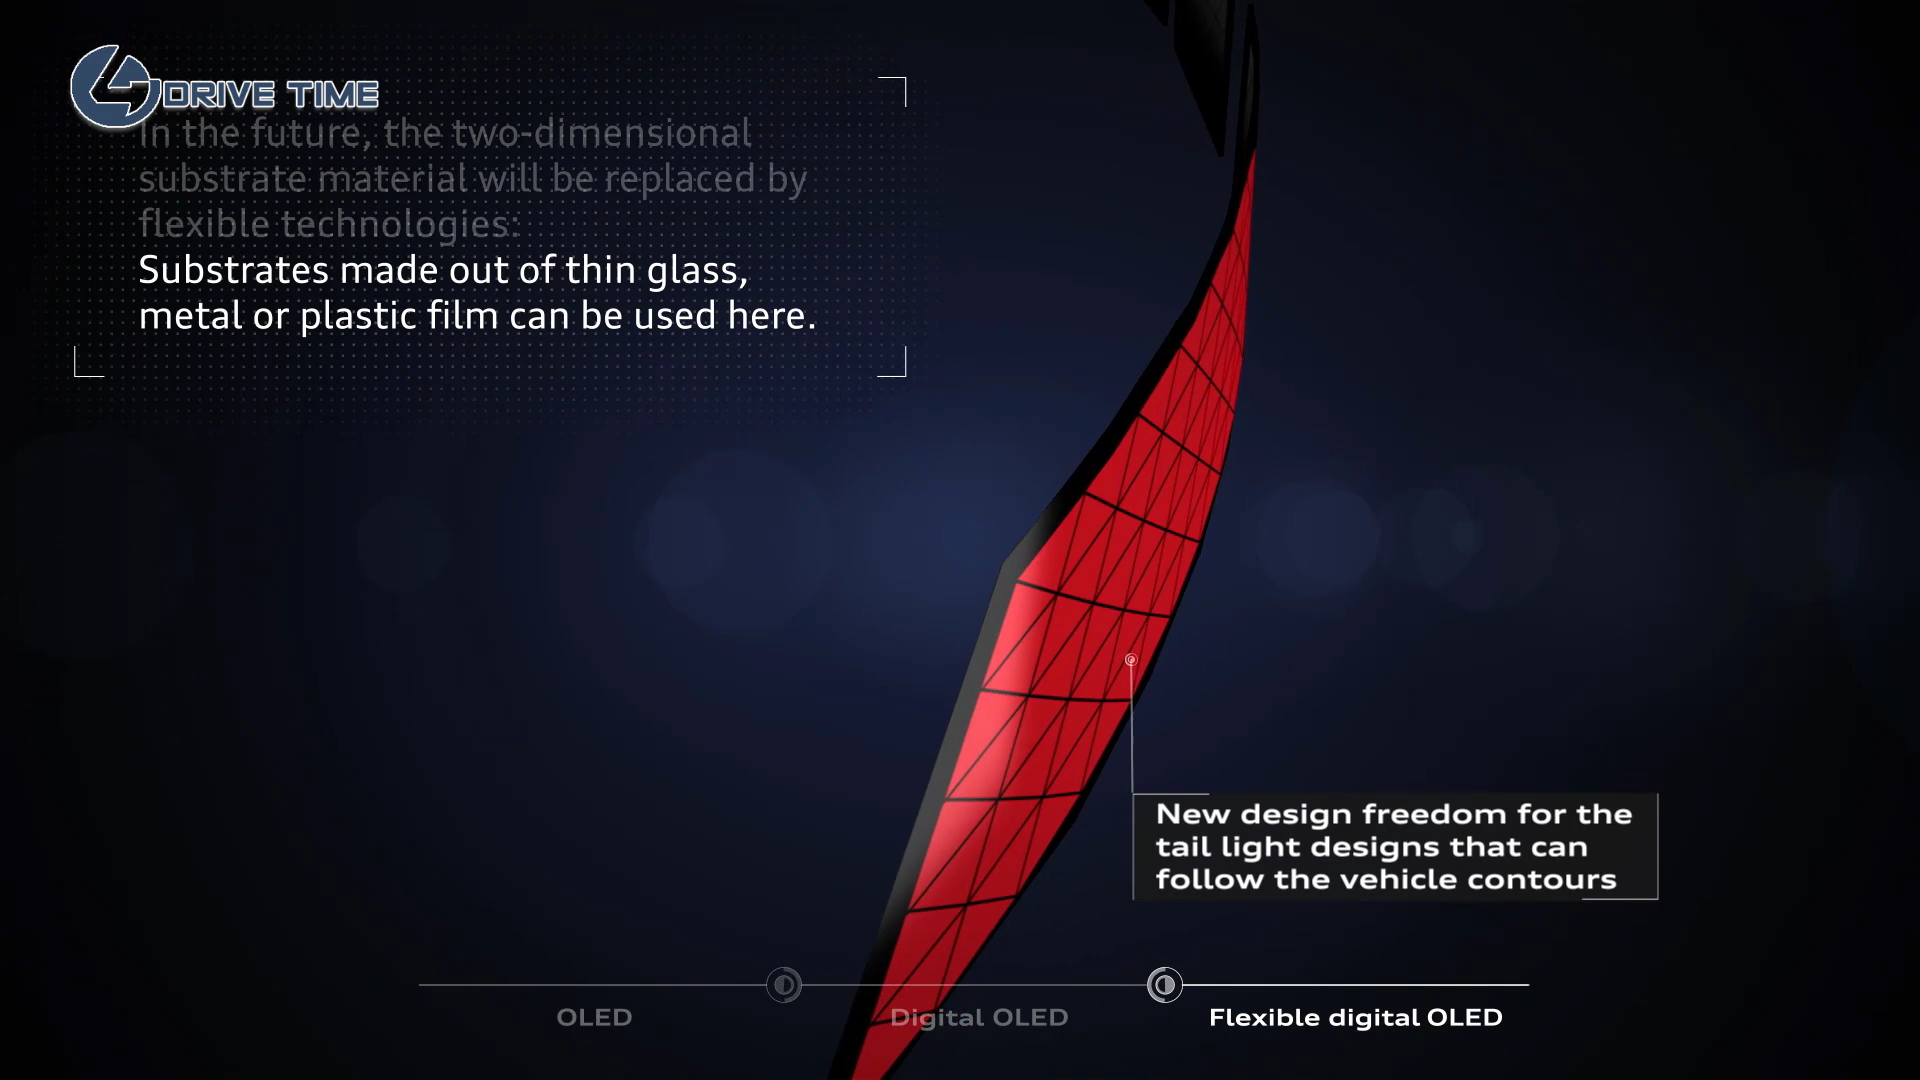 DRIVE TIME
In the future, the two-dimensional
substrate material will be replaced by
flexible technologies:
Substrates made out of thin glass,
metal or plastic film can be used here.
New design freedom for the
tail light designs that can
follow the vehicle contours
OLED
Digital OLED
Flexible digital OLED